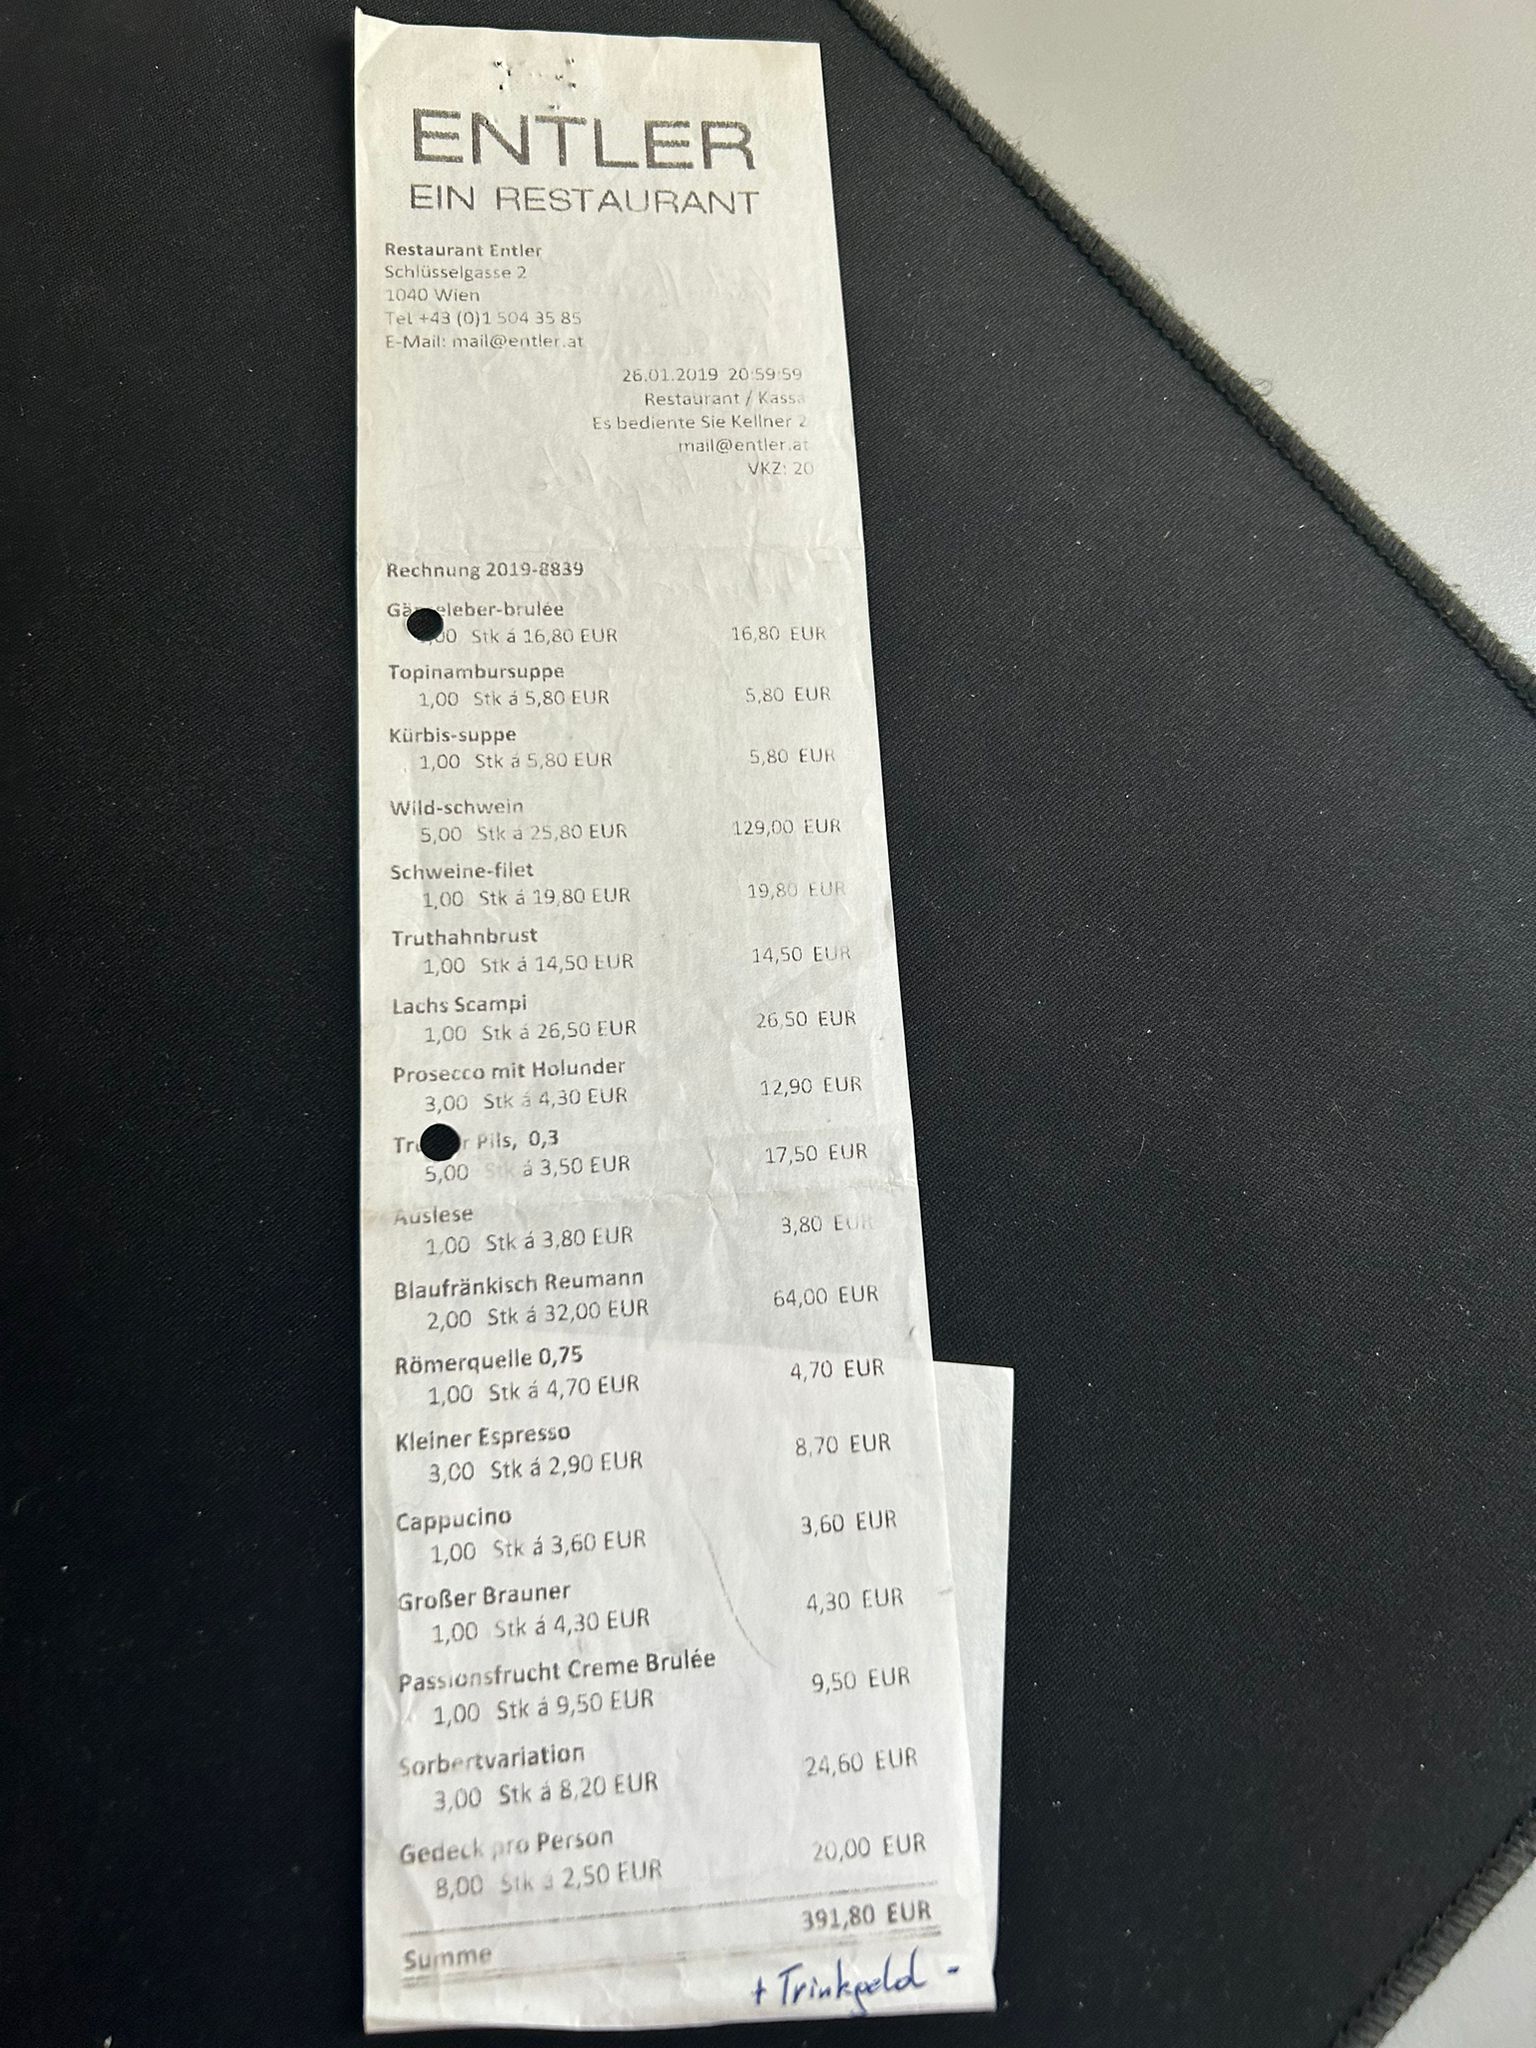 ENTLER
EIN RESTAURANT
Restaurant Entler
Schlüsselgasse 2
1040 Wien
Tel +43 (0)1 504 35 85
E-Mail: mail@entler.at
26.01.2019 20:59:59
Restaurant / Kassa
Es bediente Sie Kellner 2
mail@entler.at
VKZ: 20
Rechnung 2019-8839
eleber-brulée
Stk á 16,80 EUR 16,80 EUR
Topinambursuppe
1,00 Stk á 5,80 EUR 5,80 EUR
Kürbis-suppe
1,00 Stk á 5,80 EUR 5,80 EUR
Wild-schwein
5,00 Stk á 25,80 EUR 129,00 EUR
Schweine-filet
1,00 Stk á 19,80 EUR 19,80 EUR
Truthahnbrust
1,00 Stk á 14,50 EUR 14,50 EUR
Lachs Scampi
1,00 Stk á 26,50 EUR 26,50 EUR
Prosecco mit Holunder
3,00 Stk á 4,30 EUR 12,90 EUR
Pils, 0,3
5,00 Stk á 3,50 EUR 17,50 EUR
Auslese
1,00 Stk á 3,80 EUR 3,80 EUR
Blaufränkisch Reumann
2,00 Stk á 32,00 EUR 64,00 EUR
Römerquelle 0,75
1,00 Stk á 4,70 EUR 4,70 EUR
Kleiner Espresso
3,00 Stk á 2,90 EUR 8,70 EUR
Cappucino
1,00 Stk á 3,60 EUR 3,60 EUR
Großer Brauner
1,00 Stk á 4,30 EUR 4,30 EUR
Passionsfrucht Creme Brulée
1,00 Stk á 9,50 EUR 9,50 EUR
Sorbertvariation
3,00 Stk á 8,20 EUR 24,60 EUR
Gedeck pro Person
8,00 Stk á 2,50 EUR 20,00 EUR
Summe 391,80 EUR
+ Trinkgeld -